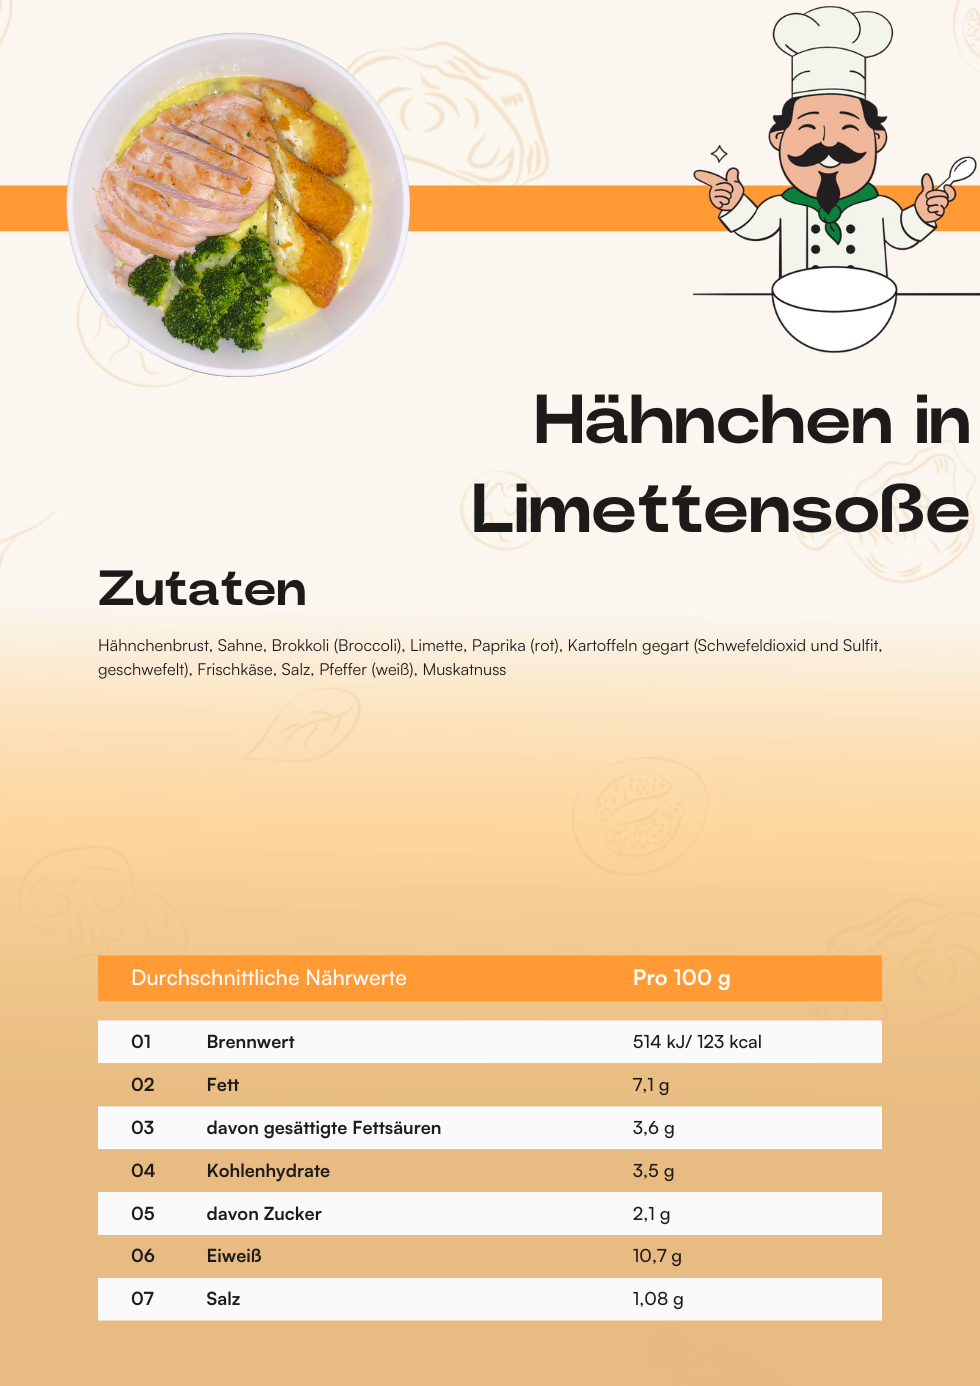 Hähnchen in
Limettensoße
Zutaten
Hähnchenbrust, Sahne, Brokkoli (Broccoli), Limette, Paprika (rot), Kartoffeln gegart (Schwefeldioxid und Sulfit,
geschwefelt), Frischkäse, Salz, Pfeffer (weiß), Muskatnuss
Durchschnittliche Nährwerte Pro 100 g
01 Brennwert 514 kJ/ 123 kcal
02 Fett 7,1 g
03 davon gesättigte Fettsäuren 3,6 g
04 Kohlenhydrate 3,5 g
05 davon Zucker 2,1 g
06 Eiweiß 10,7 g
07 Salz 1,08 g